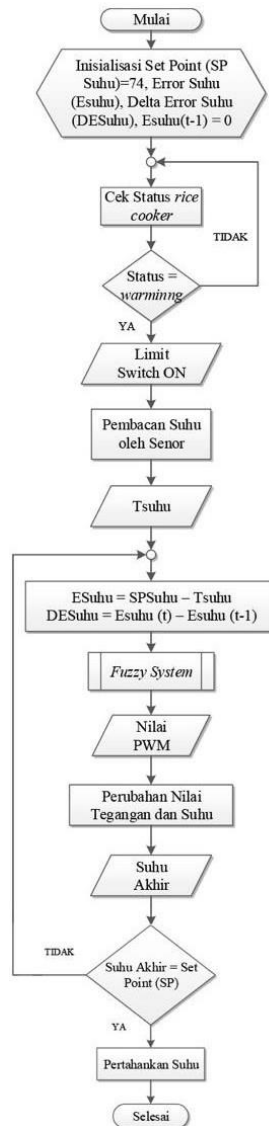 Mulai
Inisialisasi Set Point (SP
Suhu)=74, Error Suhu
(Esuhu), Delta Error Suhu
(DESuhu), Esuhu(t-1) = 0
Cek Status rice
cooker
TIDAK
Status =
warminng
YA
Limit
Switch ON
Pembacan Suhu
oleh Senor
Tsuhu
ESuhu = SPSuhu – Tsuhu
DESuhu = Esuhu (t) – Esuhu (t-1)
Fuzzy System
Nilai
PWM
Perubahan Nilai
Tegangan dan Suhu
Suhu
Akhir
TIDAK
Suhu Akhir = Set
Point (SP)
YA
Pertahankan Suhu
Selesai